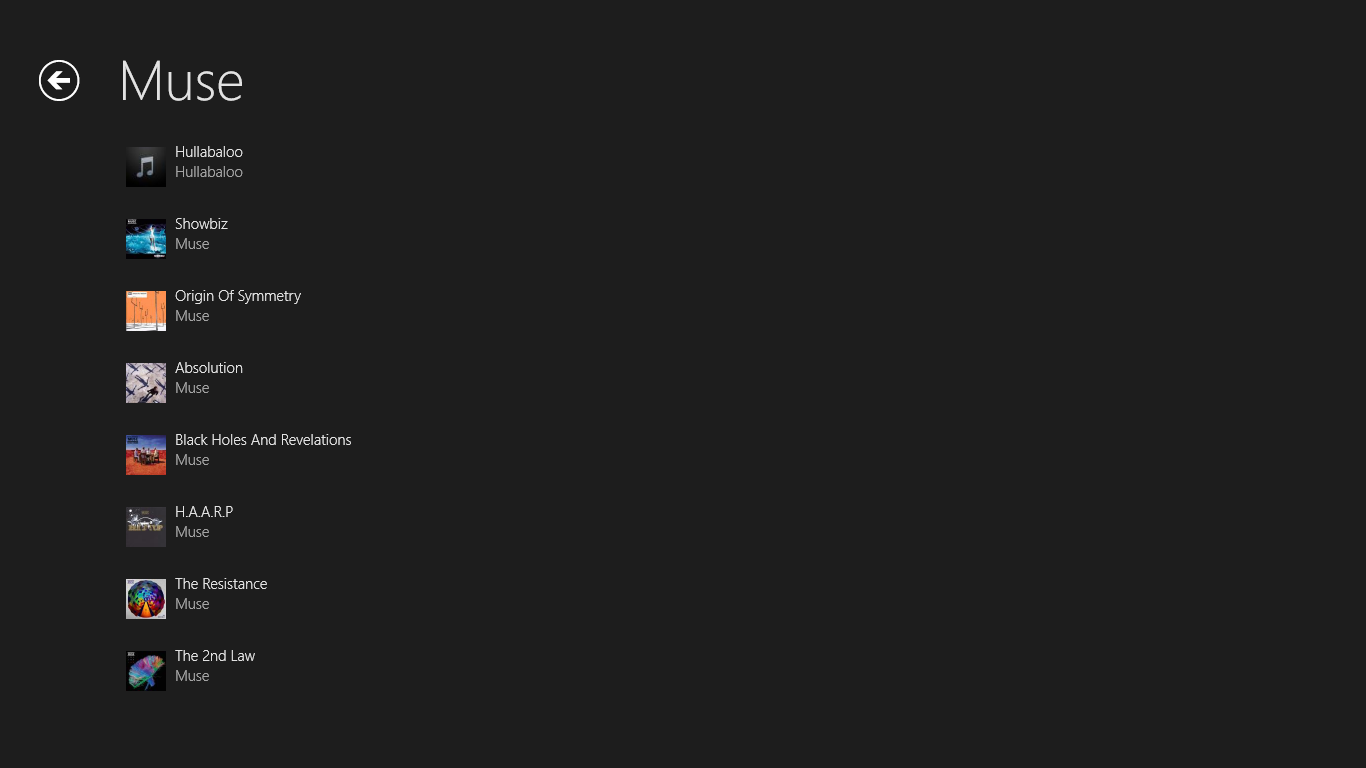 Muse
Hullabaloo
Hullabaloo
Showbiz
Muse
Origin Of Symmetry
Muse
Absolution
Muse
Black Holes And Revelations
Muse
H.A.A.R.P
Muse
The Resistance
Muse
The 2nd Law
Muse